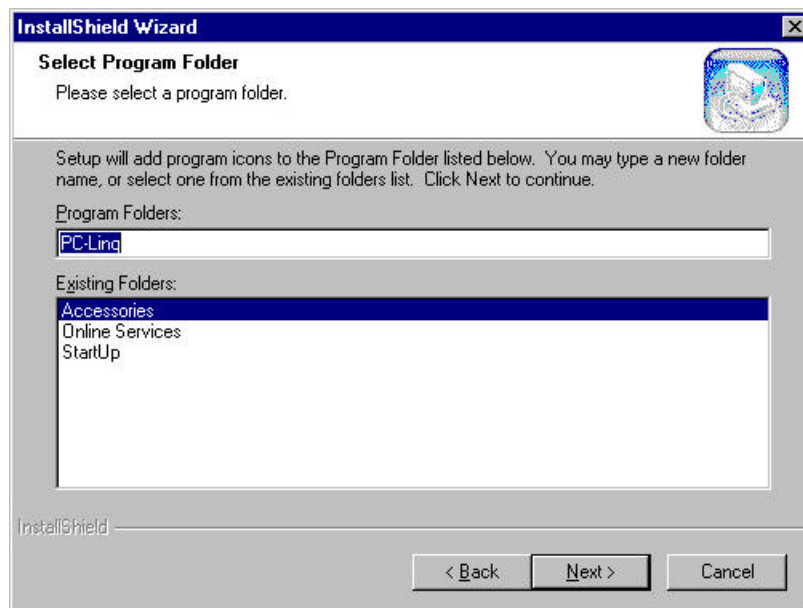 InstallShield Wizard
Select Program Folder
Please select a program folder.
Setup will add program icons to the Program Folder listed below. You may type a new folder
name, or select one from the existing folders list. Click Next to continue.
Program Folders:
PC-Linq
Existing Folders:
Accessories
Online Services
StartUp
InstallShield
< Back Next > Cancel